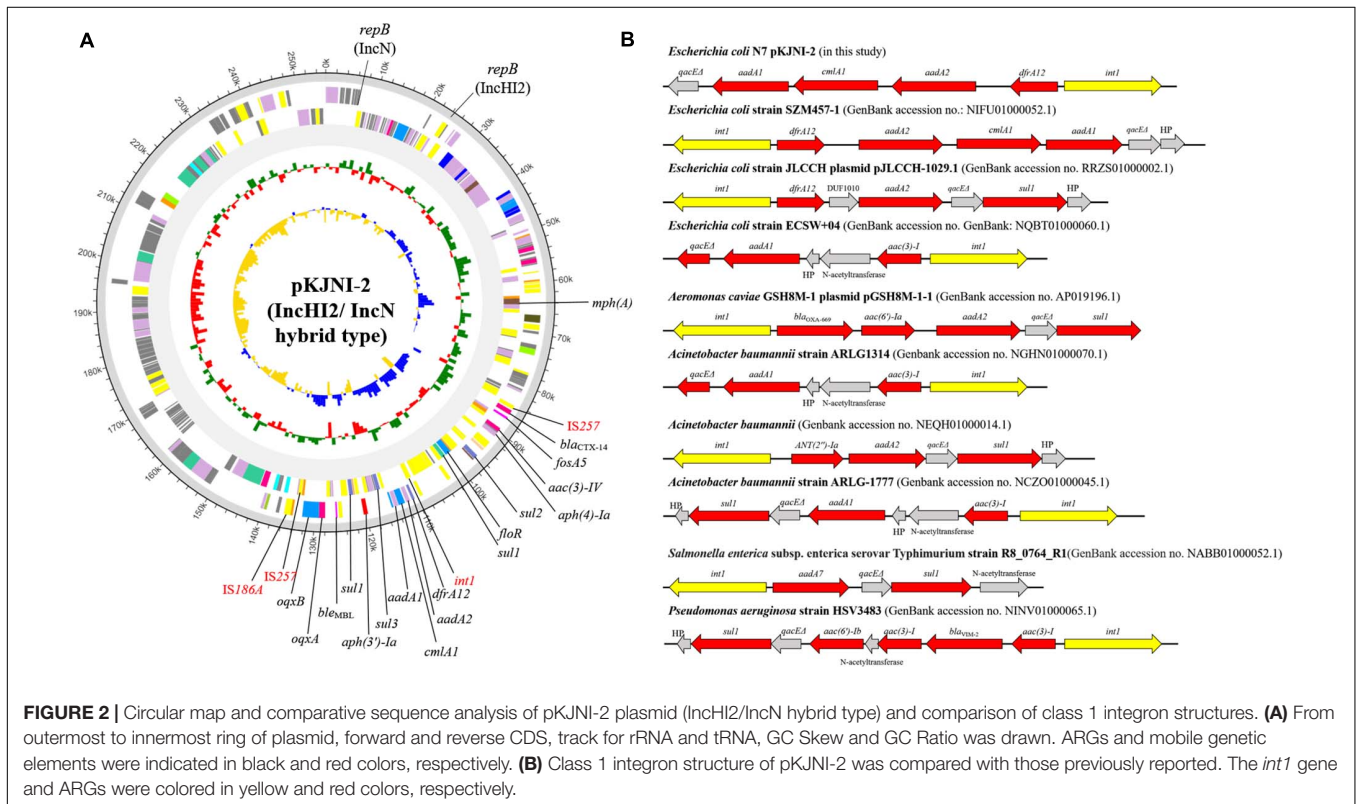 A
repB
(IncN)
repB
(IncHI2)
0k
10k
20k
30k
40k
50k
60k
70k
80k
90k
100k
110k
120k
130k
140k
150k
160k
170k
180k
190k
200k
210k
220k
230k
240k
250k
pKJNI-2
(IncHI2/ IncN
hybrid type)
mph(A)
IS257
blaCTX-14
fosA5
aac(3)-IV
aph(4)-Ia
sul2
floR
sul1
int1
dfrA12
aadA2
cmlA1
aadA1
sul3
aph(3')-Ia
sul1
bleMBL
oqxA
oqxB
IS257
IS186A
B
Escherichia coli N7 pKJNI-2 (in this study)
qacEΔ aadA1 cmlA1 aadA2 dfrA12 int1
Escherichia coli strain SZM457-1 (GenBank accession no.: NIFU01000052.1)
int1 dfrA12 aadA2 cmlA1 aadA1 qacEΔ HP
Escherichia coli strain JLCCH plasmid pJLCCH-1029.1 (GenBank accession no. RRZS01000002.1)
int1 dfrA12 DUF1010 aadA2 qacEΔ sul1 HP
Escherichia coli strain ECSW+04 (GenBank accession no. GenBank: NQBT01000060.1)
qacEΔ aadA1 aac(3)-I int1
HP N-acetyltransferase
Aeromonas caviae GSH8M-1 plasmid pGSH8M-1-1 (GenBank accession no. AP019196.1)
int1 blaOXA-669 aac(6')-Ia aadA2 qacEΔ sul1
Acinetobacter baumannii strain ARLG1314 (Genbank accession no. NGHN01000070.1)
qacEΔ aadA1 aac(3)-I int1
HP N-acetyltransferase
Acinetobacter baumannii (Genbank accession no. NEQH01000014.1)
int1 ANT(2")-Ia aadA2 qacEΔ sul1 HP
Acinetobacter baumannii strain ARLG-1777 (Genbank accession no. NCZO01000045.1)
HP sul1 qacEΔ aadA1 aac(3)-I int1
HP N-acetyltransferase
Salmonella enterica subsp. enterica serovar Typhimurium strain R8_0764_R1(GenBank accession no. NABB01000052.1)
int1 aadA7 qacEΔ sul1 N-acetyltransferase
Pseudomonas aeruginosa strain HSV3483 (GenBank accession no. NINV01000065.1)
HP sul1 qacEΔ aac(6')-Ib aac(3)-I blaVIM-2 aac(3)-I int1
N-acetyltransferase
FIGURE 2 | Circular map and comparative sequence analysis of pKJNI-2 plasmid (IncHI2/IncN hybrid type) and comparison of class 1 integron structures. (A) From
outermost to innermost ring of plasmid, forward and reverse CDS, track for rRNA and tRNA, GC Skew and GC Ratio was drawn. ARGs and mobile genetic
elements were indicated in black and red colors, respectively. (B) Class 1 integron structure of pKJNI-2 was compared with those previously reported. The int1 gene
and ARGs were colored in yellow and red colors, respectively.